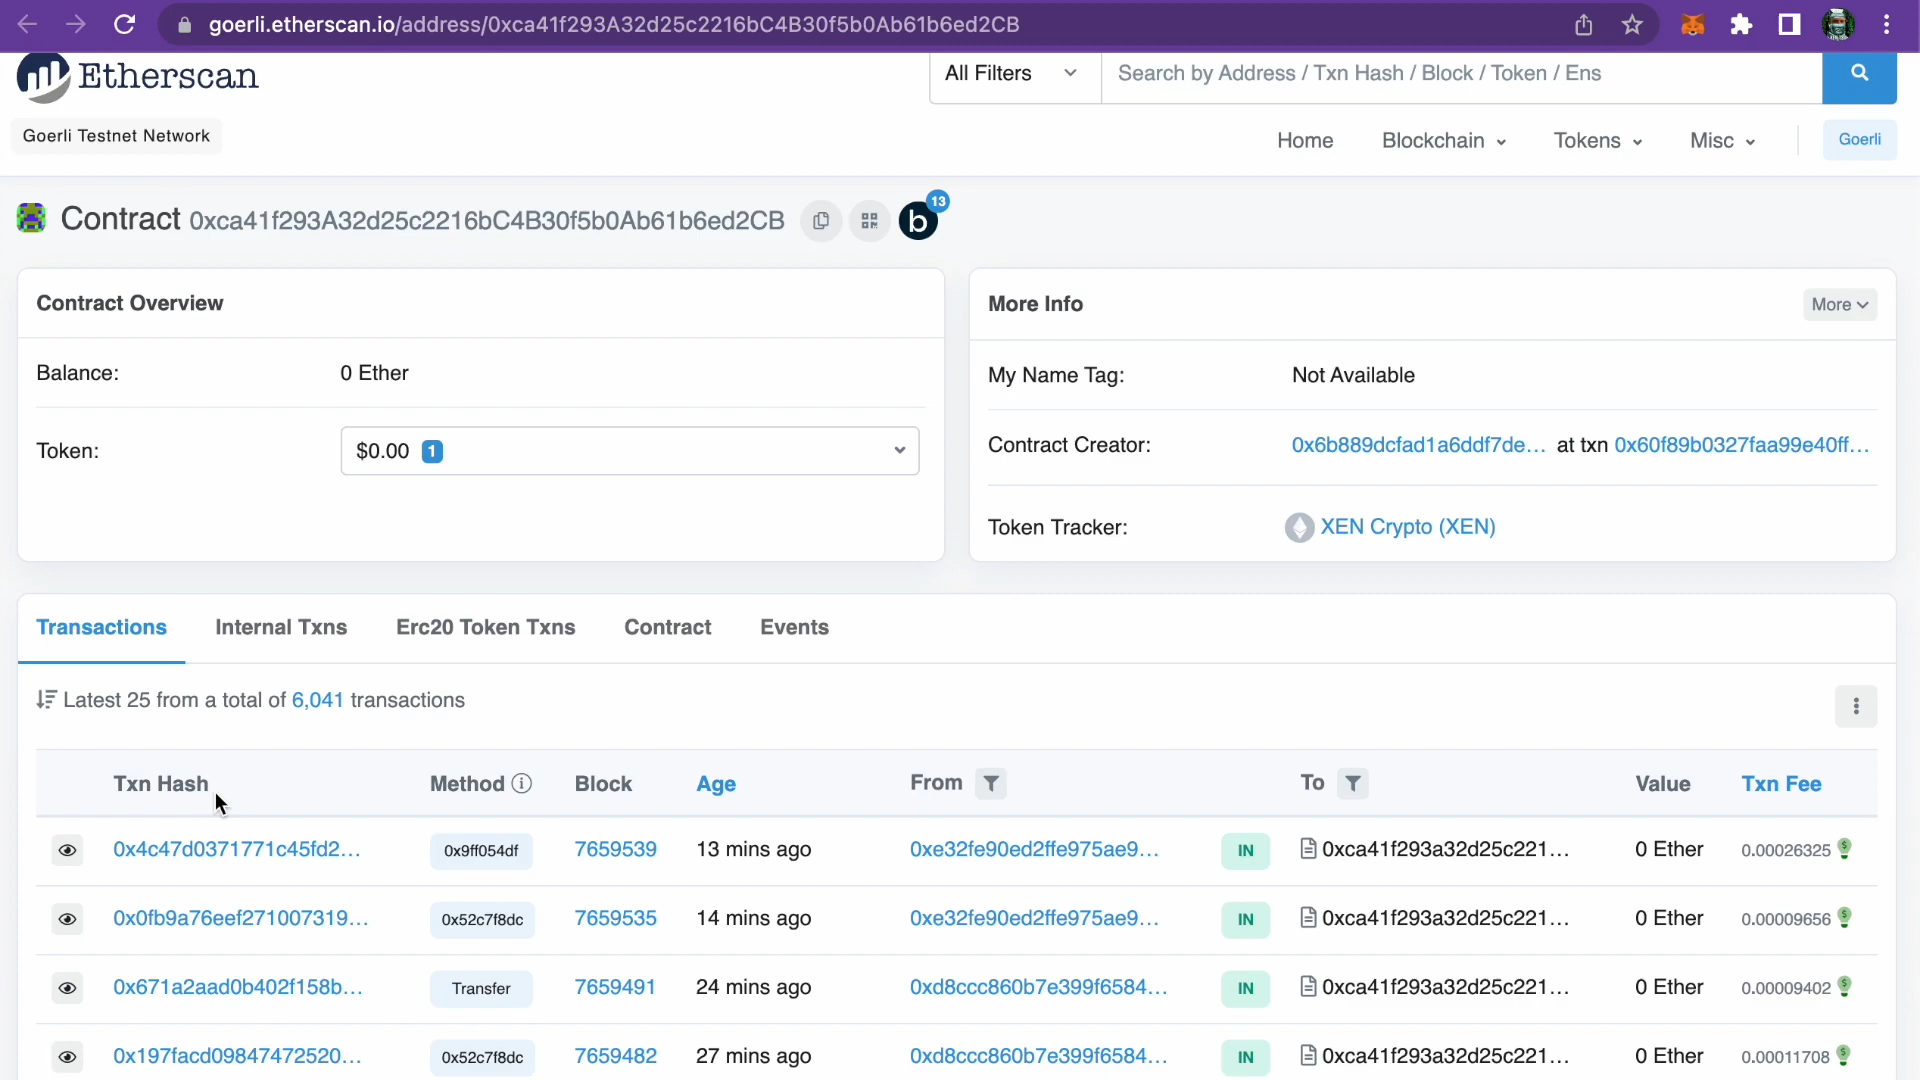 goerli.etherscan.io/address/0xca41f293A32d25c2216bC4B30f5b0Ab61b6ed2CB
Etherscan
All Filters
Search by Address / Txn Hash / Block / Token / Ens
Goerli Testnet Network
Home Blockchain Tokens Misc Goerli
Contract 0xca41f293A32d25c2216bC4B30f5b0Ab61b6ed2CB b 13
Contract Overview
Balance: 0 Ether
Token: $0.00 1
More Info More
My Name Tag: Not Available
Contract Creator: 0x6b889dcfad1a6ddf7de... at txn 0x60f89b0327faa99e40ff...
Token Tracker: XEN Crypto (XEN)
Transactions Internal Txns Erc20 Token Txns Contract Events
Latest 25 from a total of 6,041 transactions
Txn Hash Method Block Age From To Value Txn Fee
0x4c47d0371771c45fd2... 0x9ff054df 7659539 13 mins ago 0xe32fe90ed2ffe975ae9... IN 0xca41f293a32d25c221... 0 Ether 0.00026325
0x0fb9a76eef271007319... 0x52c7f8dc 7659535 14 mins ago 0xe32fe90ed2ffe975ae9... IN 0xca41f293a32d25c221... 0 Ether 0.00009656
0x671a2aad0b402f158b... Transfer 7659491 24 mins ago 0xd8ccc860b7e399f6584... IN 0xca41f293a32d25c221... 0 Ether 0.00009402
0x197facd09847472520... 0x52c7f8dc 7659482 27 mins ago 0xd8ccc860b7e399f6584... IN 0xca41f293a32d25c221... 0 Ether 0.00011708